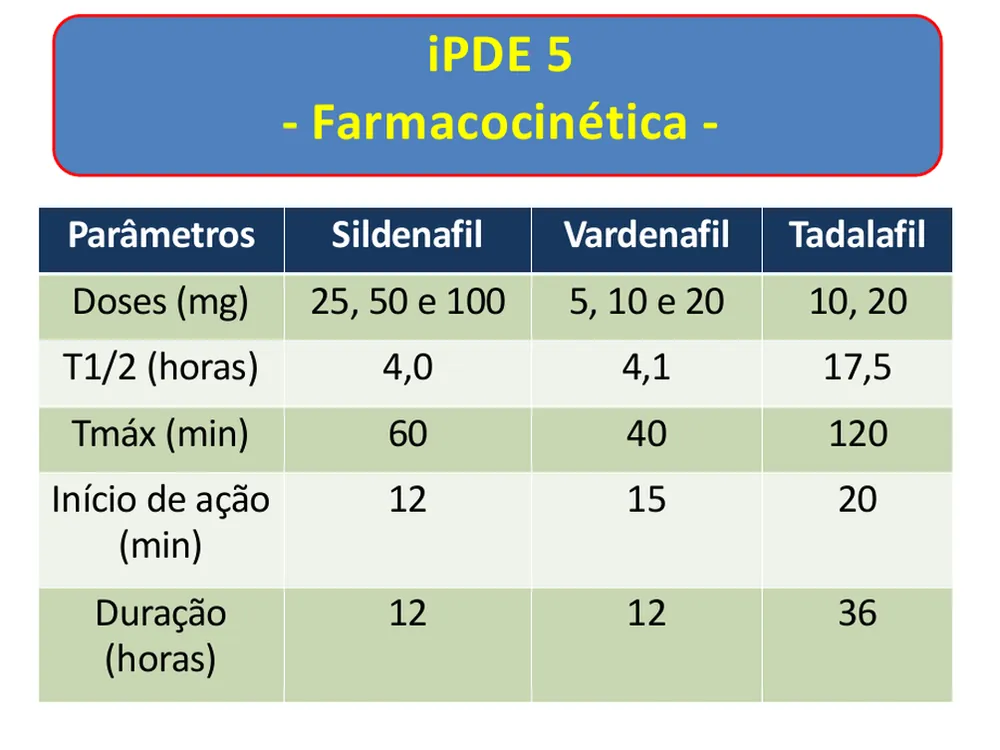 iPDE 5
- Farmacocinética -
Parâmetros Sildenafil Vardenafil Tadalafil
Doses (mg) 25, 50 e 100 5, 10 e 20 10, 20
T1/2 (horas) 4,0 4,1 17,5
Tmáx (min) 60 40 120
Início de ação 12 15 20
(min)
Duração 12 12 36
(horas)